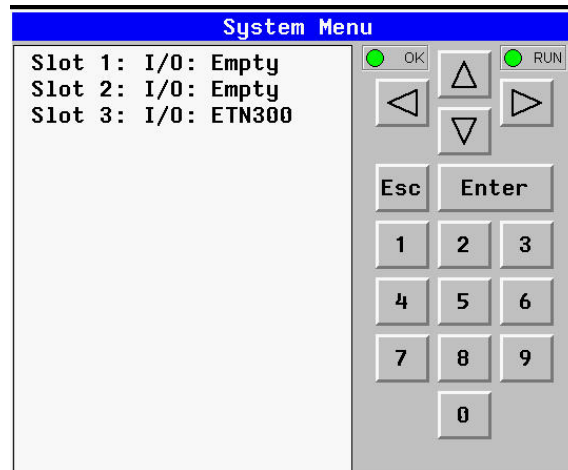 System Menu
Slot 1: I/O: Empty
Slot 2: I/O: Empty
Slot 3: I/O: ETN300
OK
RUN
Esc
Enter
1 2 3
4 5 6
7 8 9
0